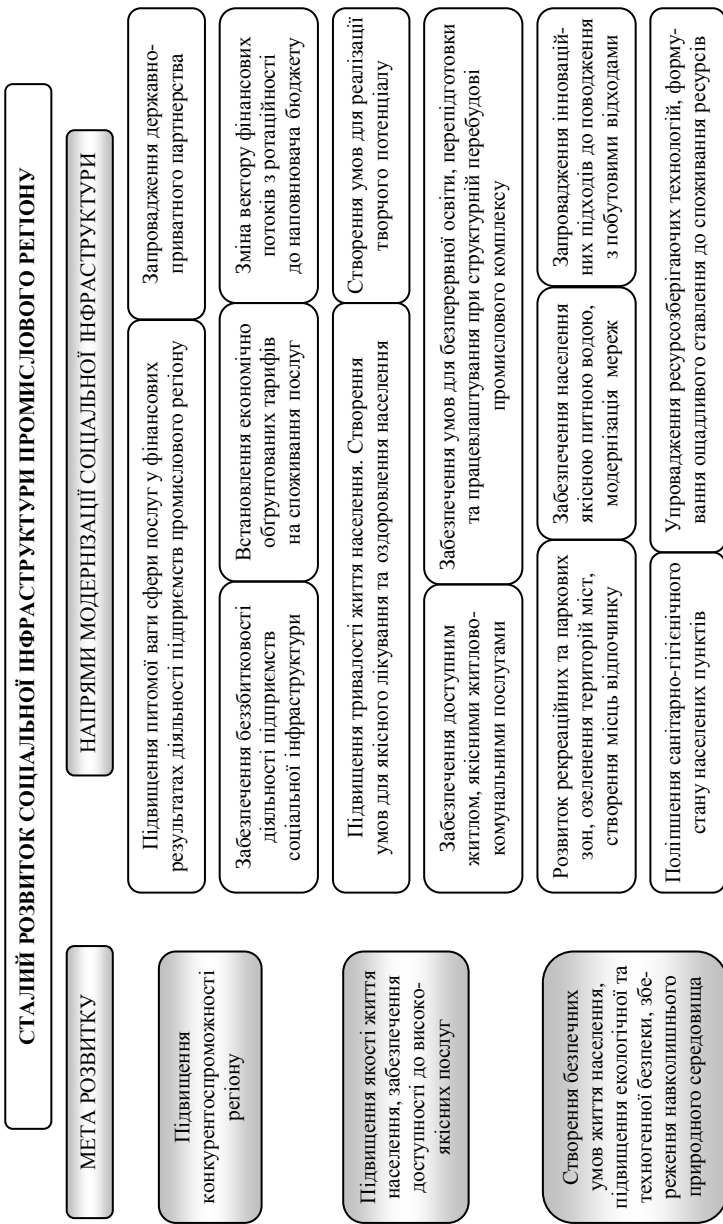 СТАЛИЙ РОЗВИТОК СОЦІАЛЬНОЇ ІНФРАСТРУКТУРИ ПРОМИСЛОВОГО РЕГІОНУ
МЕТА РОЗВИТКУ
НАПРЯМИ МОДЕРНІЗАЦІЇ СОЦІАЛЬНОЇ ІНФРАСТРУКТУРИ
Підвищення
конкурентоспроможності
регіону
Підвищення питомої ваги сфери послуг у фінансових
результатах діяльності підприємств промислового регіону
Запровадження державно-
приватного партнерства
Забезпечення беззбитковості
діяльності підприємств
соціальної інфраструктури
Встановлення економічно
обґрунтованих тарифів
на споживання послуг
Зміна вектору фінансових
потоків з ротаційності
до наповнювача бюджету
Підвищення якості життя
населення, забезпечення
доступності до високо-
якісних послуг
Підвищення тривалості життя населення. Створення
умов для якісного лікування та оздоровлення населення
Створення умов для реалізації
творчого потенціалу
Забезпечення доступним
житлом, якісними житлово-
комунальними послугами
Забезпечення умов для безперервної освіти, перепідготовки
та працевлаштування при структурній перебудові
промислового комплексу
Створення безпечних
умов життя населення,
підвищення екологічної та
техногенної безпеки, збе-
реження навколишнього
природного середовища
Розвиток рекреаційних та паркових
зон, озеленення територій міст,
створення місць відпочинку
Забезпечення населення
якісною питною водою,
модернізація мереж
Запровадження інновацій-
них підходів до поводження
з побутовими відходами
Поліпшення санітарно-гігієнічного
стану населених пунктів
Упровадження ресурсозберігаючих технологій, форму-
вання ощадливого ставлення до споживання ресурсів